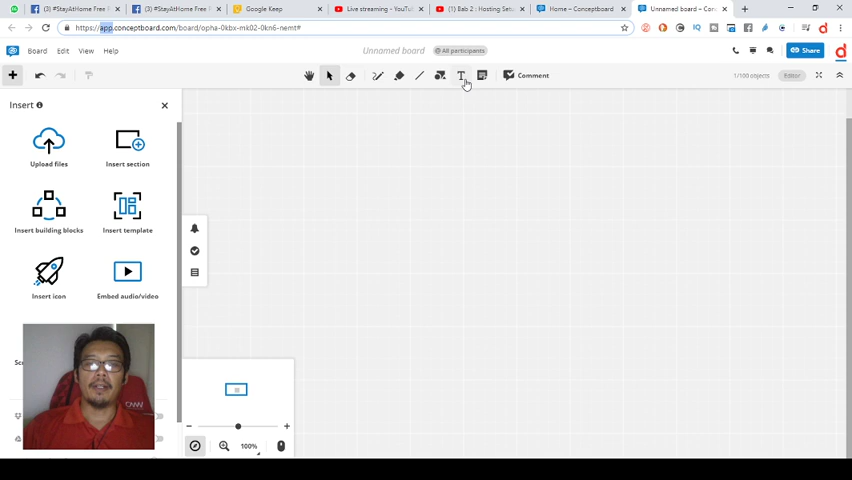 (3) #StayAtHome Free F
(3) #StayAtHome Free F
Google Keep
Live streaming - YouTu
(1) Bab 2 : Hosting Setu
Home – Conceptboard
Unnamed board – Con
https://app.conceptboard.com/board/opha-0kbx-mk02-0kn6-nemt#
Board
Edit
View
Help
Unnamed board
@All participants
Share
Comment
1/100 objects
Editor
Insert
Upload files
Insert section
Insert building blocks
Insert template
Insert icon
Embed audio/video
100%